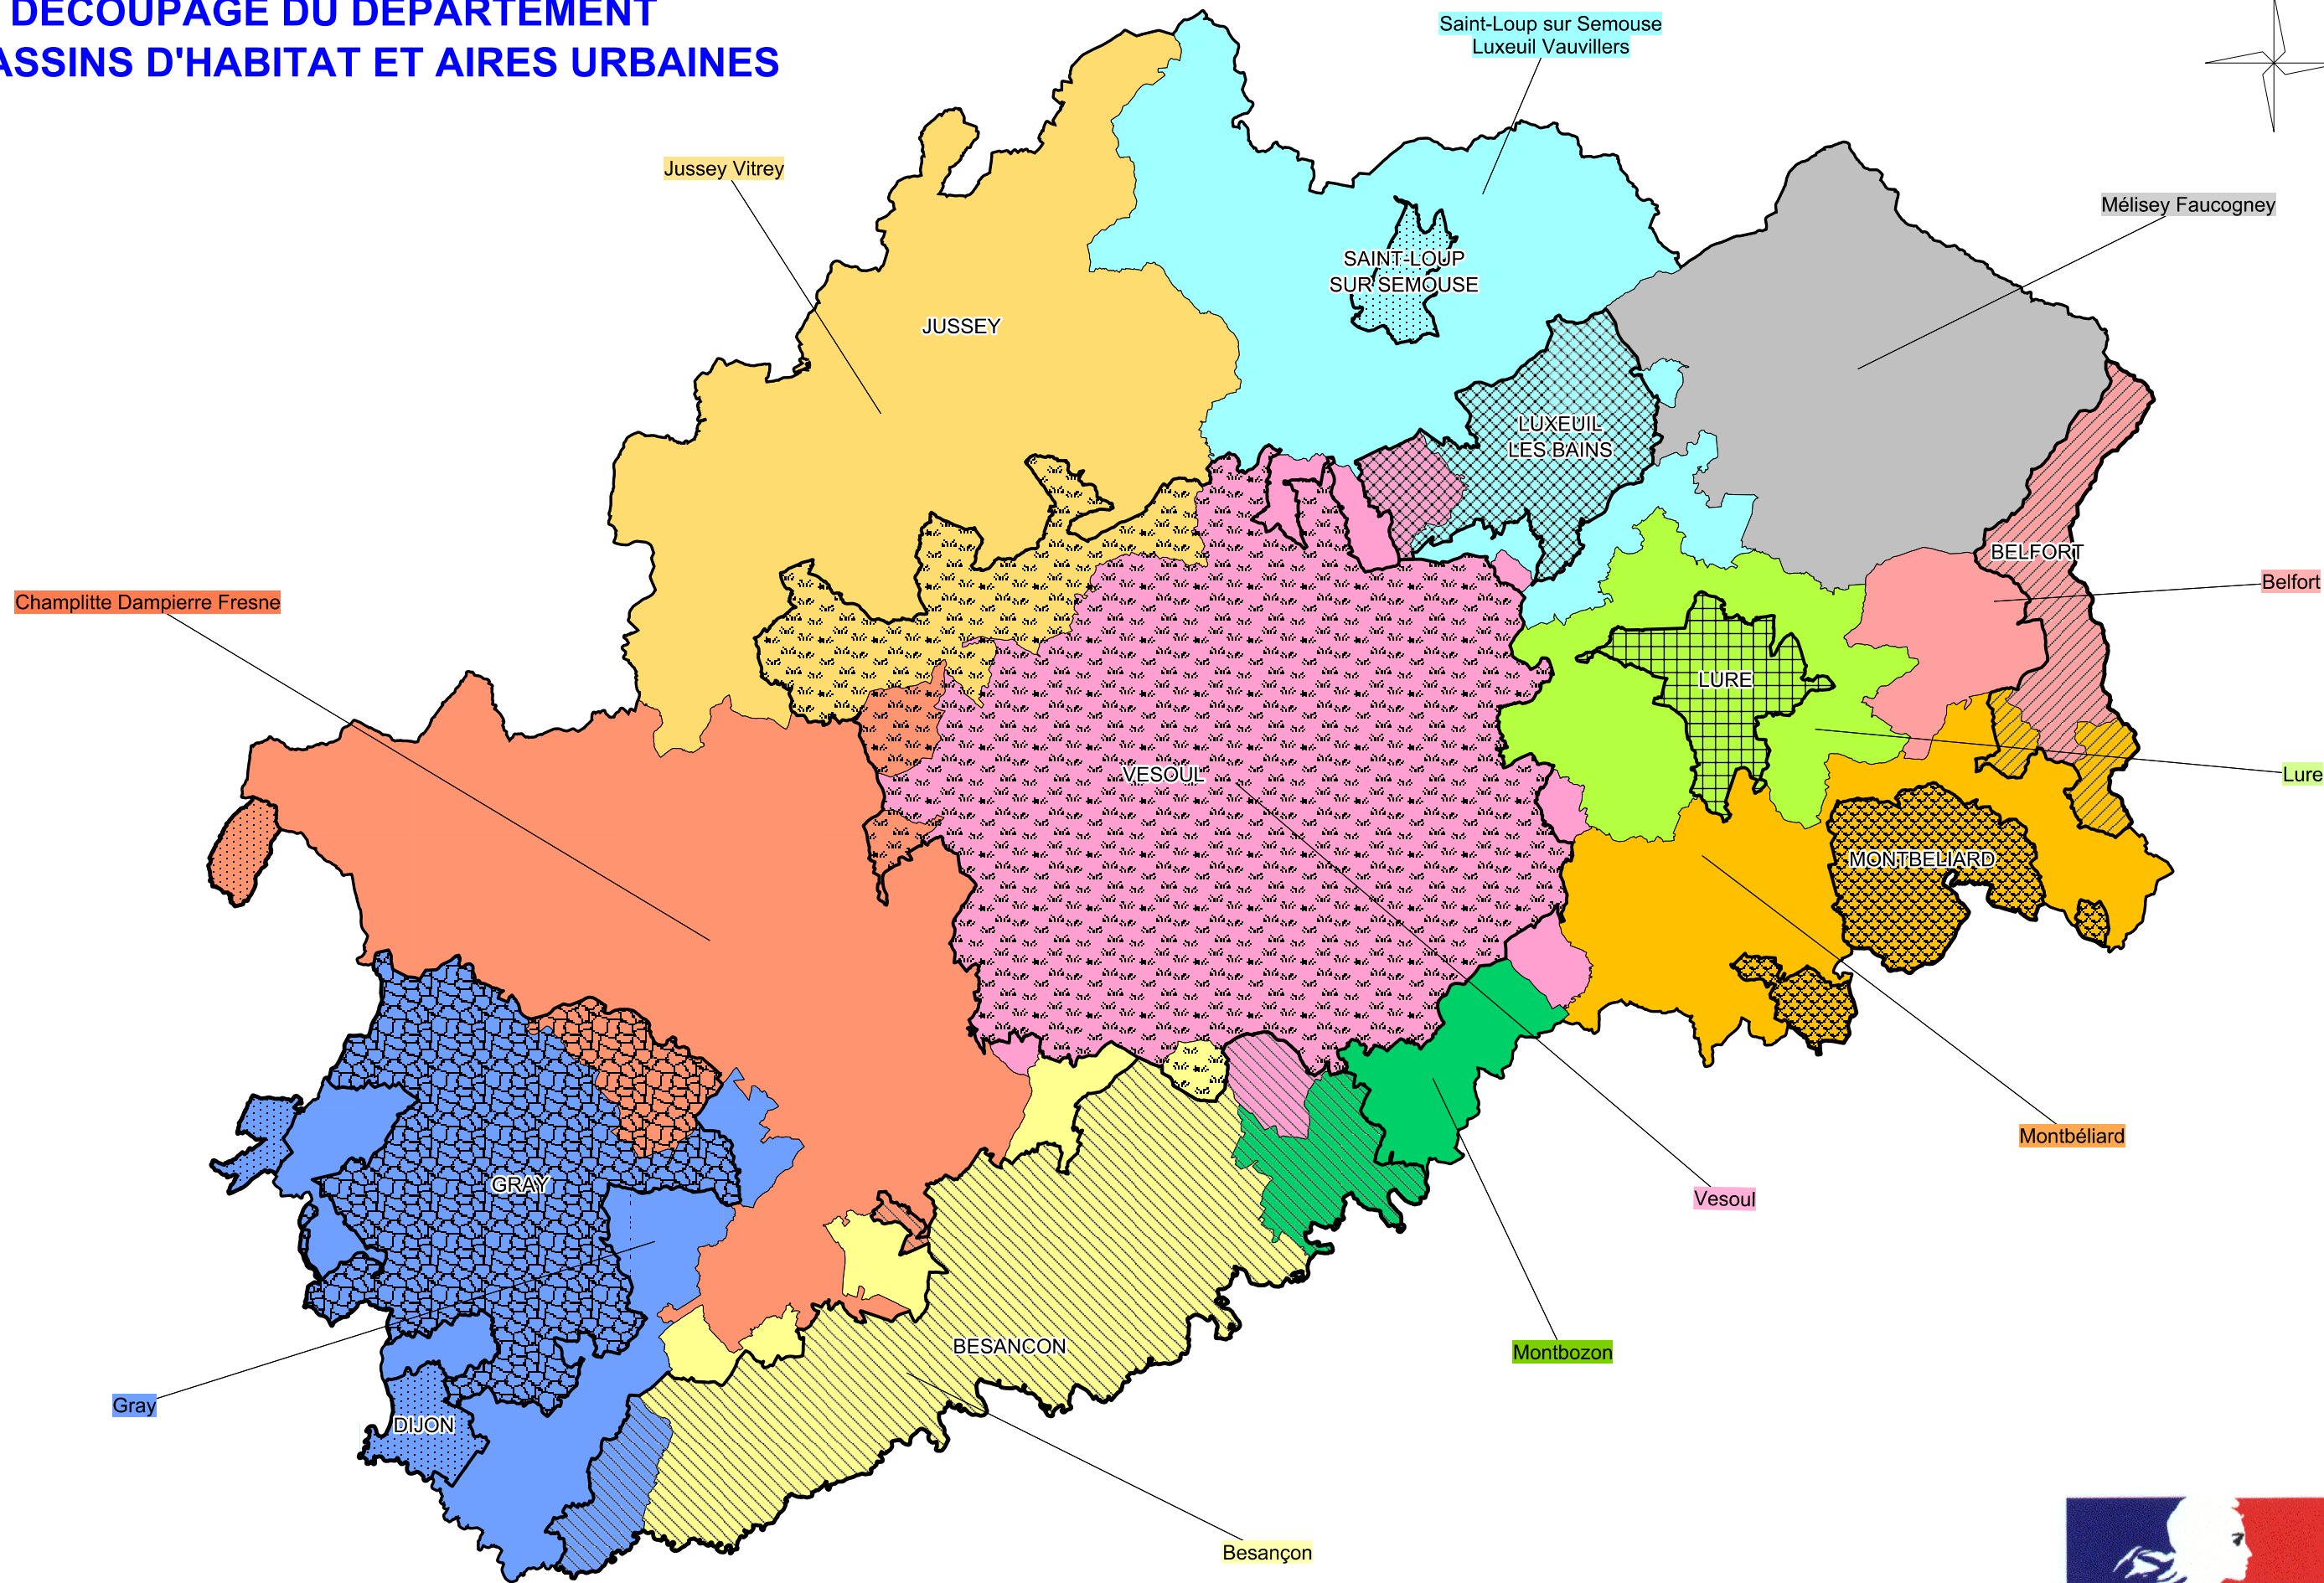 DECOUPAGE DU DEPARTEMENT
ASSINS D'HABITAT ET AIRES URBAINES
Saint-Loup sur Semouse
Luxeuil Vauvillers
Jussey Vitrey
Mélisey Faucogney
SAINT-LOUP
SUR SEMOUSE
JUSSEY
LUXEUIL
LES BAINS
BELFORT
Belfort
Champlitte Dampierre Fresne
LURE
VESOUL
Lure
MONTBELIARD
Montbéliard
GRAY
Vesoul
BESANCON
Montbozon
Gray
DIJON
Besançon